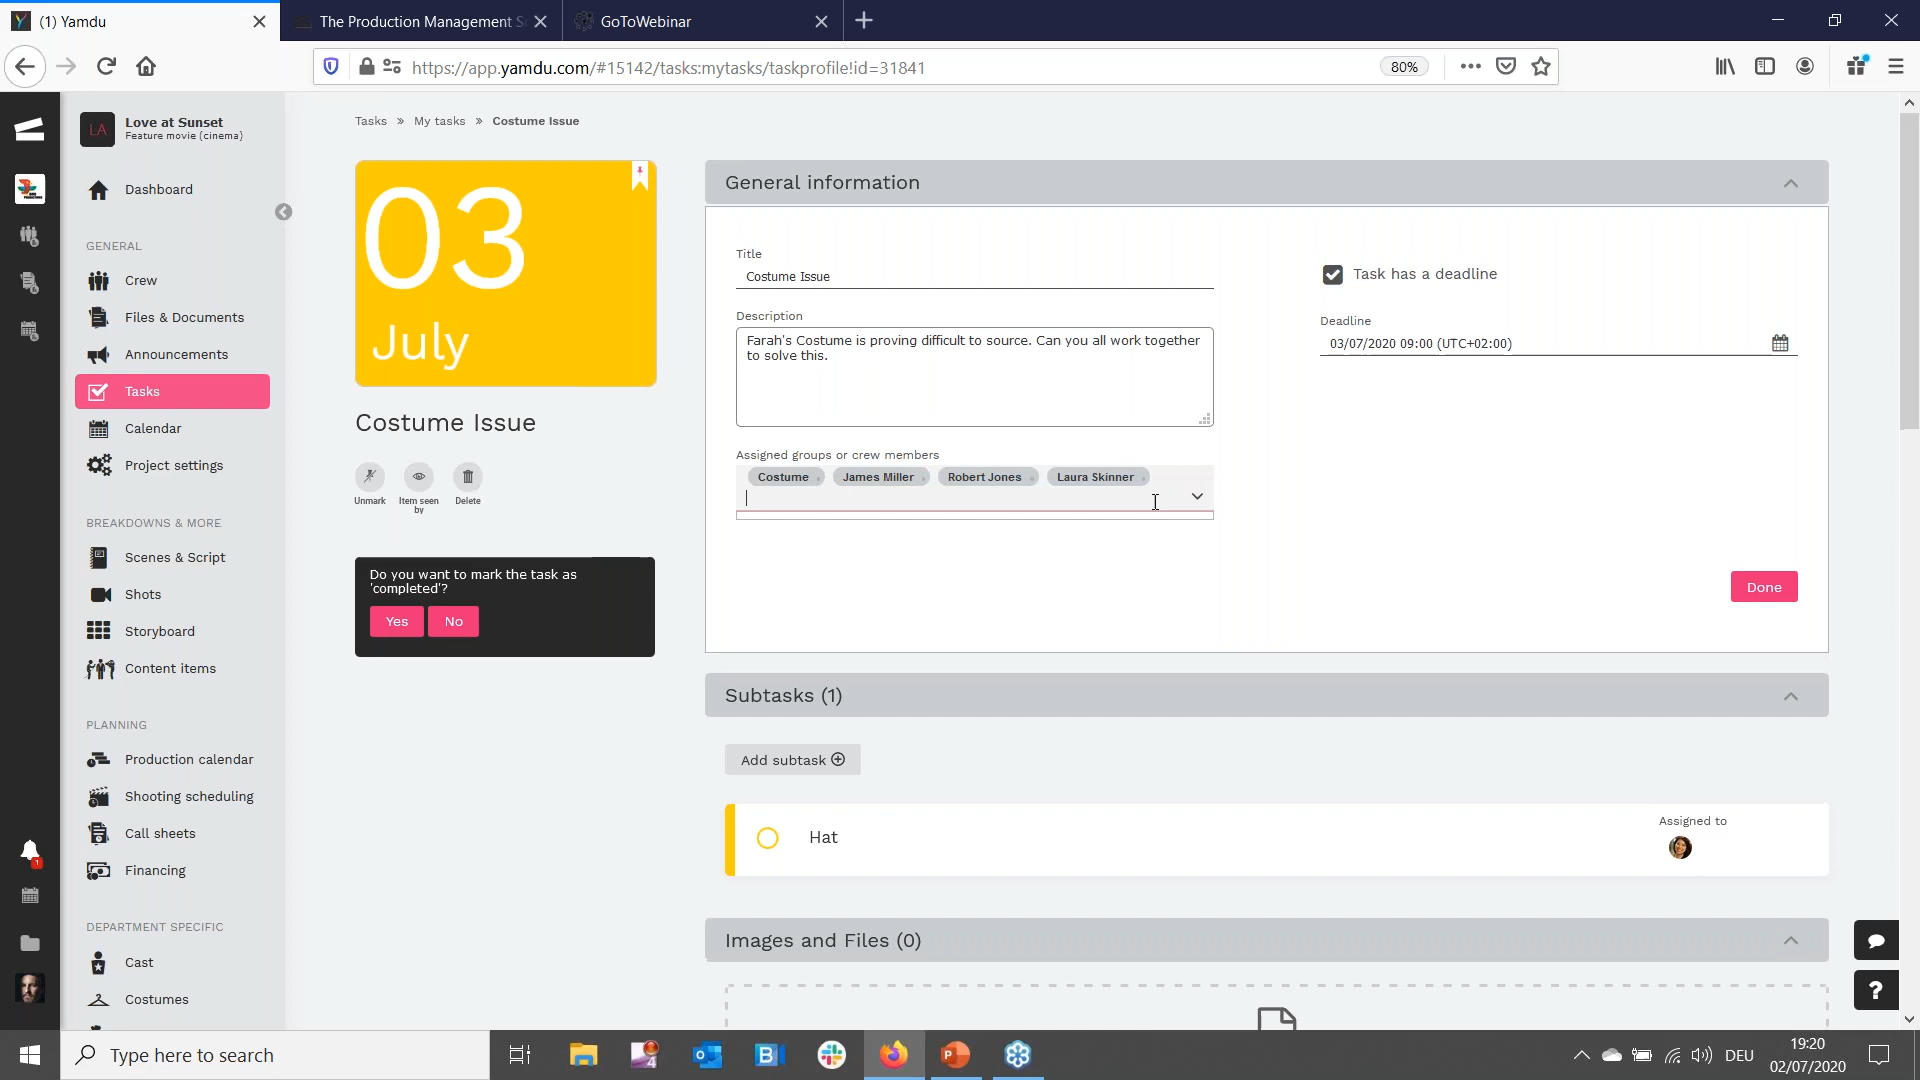 (1) Yamdu
The Production Management S
GoToWebinar
https://app.yamdu.com/#15142/tasks:mytasks/taskprofile!id=31841
80%
LA
Love at Sunset
Feature movie (cinema)
Dashboard
GENERAL
Crew
Files & Documents
Announcements
Tasks
Calendar
Project settings
BREAKDOWNS & MORE
Scenes & Script
Shots
Storyboard
Content items
PLANNING
Production calendar
Shooting scheduling
Call sheets
Financing
DEPARTMENT SPECIFIC
Cast
Costumes
1
Tasks » My tasks » Costume Issue
03
July
Costume Issue
Unmark
Item seen by
Delete
Do you want to mark the task as
'completed'?
Yes
No
General information
Title
Costume Issue
Description
Farah's Costume is proving difficult to source. Can you all work together
to solve this.
Assigned groups or crew members
Costume
James Miller
Robert Jones
Laura Skinner
Task has a deadline
Deadline
03/07/2020 09:00 (UTC+02:00)
Done
Subtasks (1)
Add subtask
Hat
Assigned to
Images and Files (0)
?
Type here to search
DEU
19:20
02/07/2020